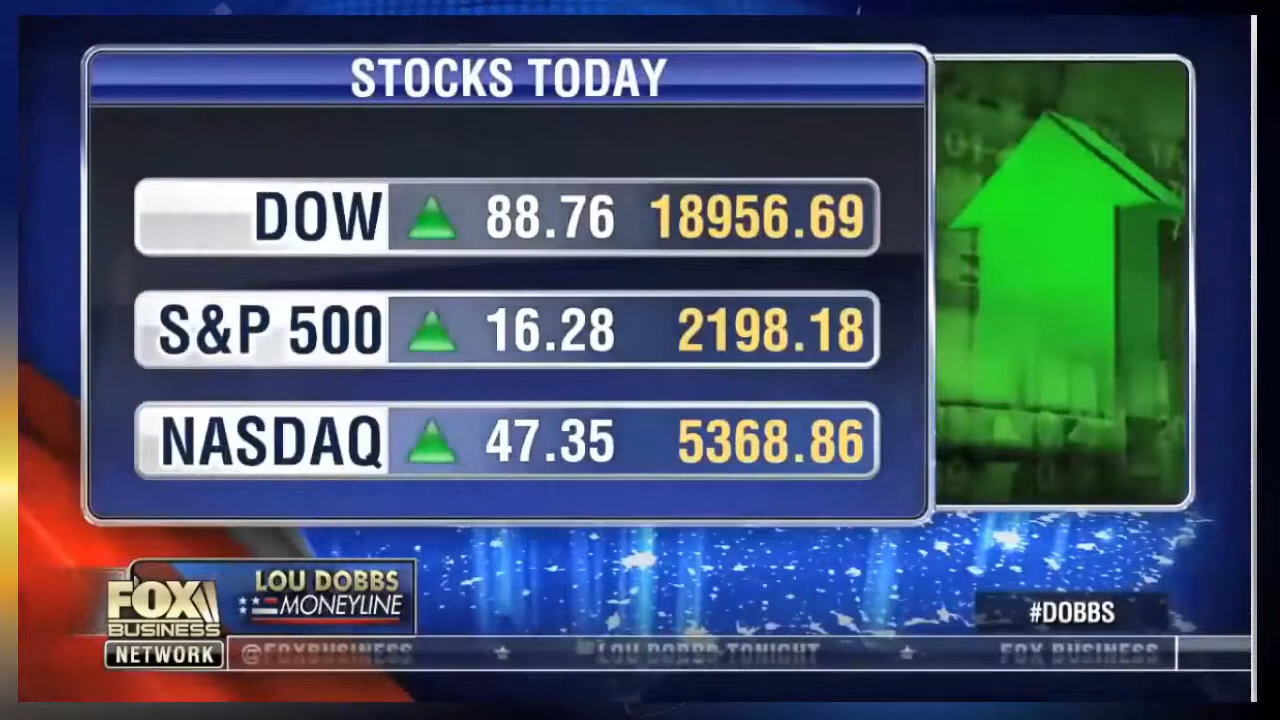 STOCKS TODAY
DOW 88.76 18956.69
S&P 500 16.28 2198.18
NASDAQ 47.35 5368.86
FOX BUSINESS NETWORK
LOU DOBBS
MONEYLINE
#DOBBS
@FOXBUSINESS LOU DOBBS TONIGHT FOX BUSINESS